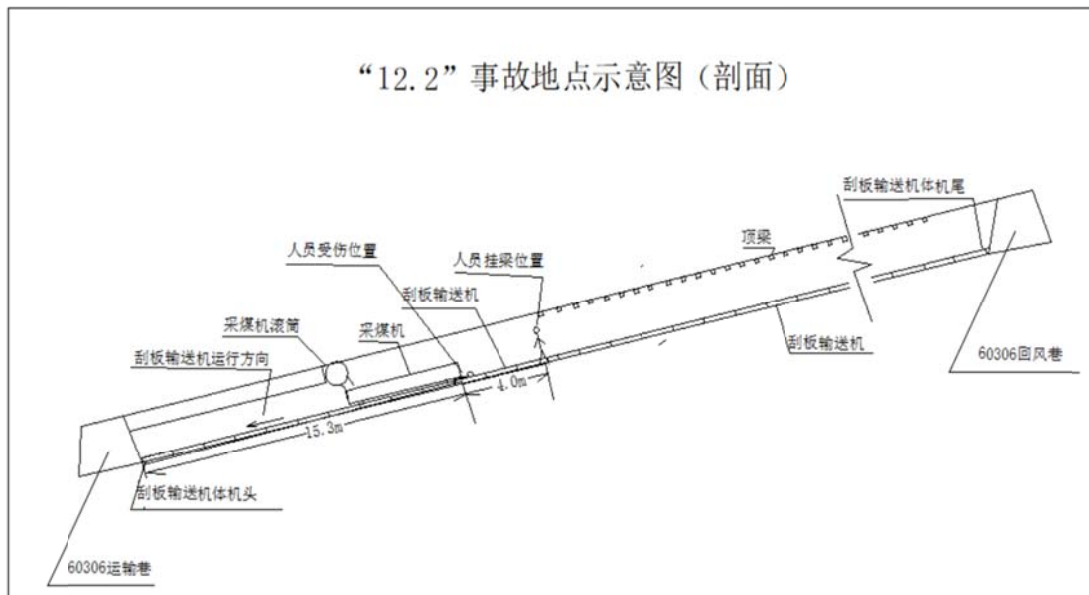 “12.2”事故地点示意图（剖面）
刮板输送机体机尾
人员受伤位置
人员挂梁位置
顶梁
刮板输送机
采煤机滚筒
采煤机
刮板输送机运行方向
刮板输送机
60306回风巷
4.0m
15.3m
刮板输送机体机头
60306运输巷